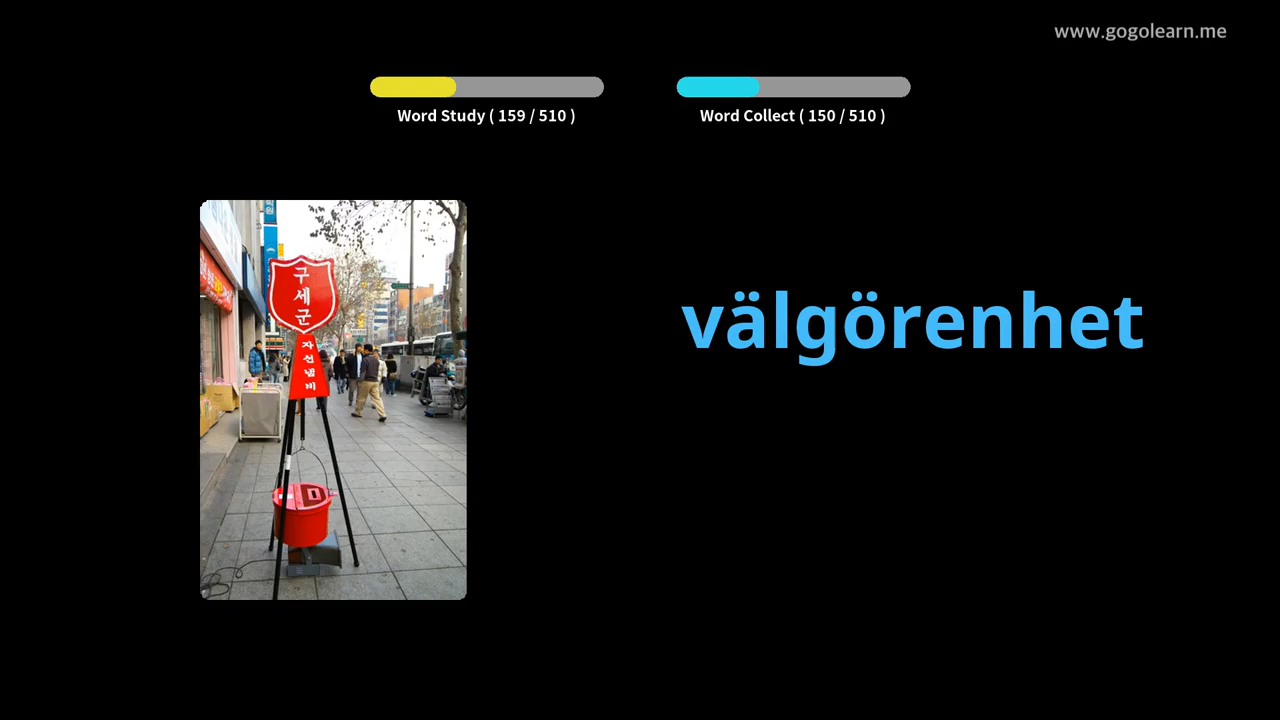 www.gogolearn.me
Word Study ( 159 / 510 )
Word Collect ( 150 / 510 )
välgörenhet
구
세
군
자
선
냄
비